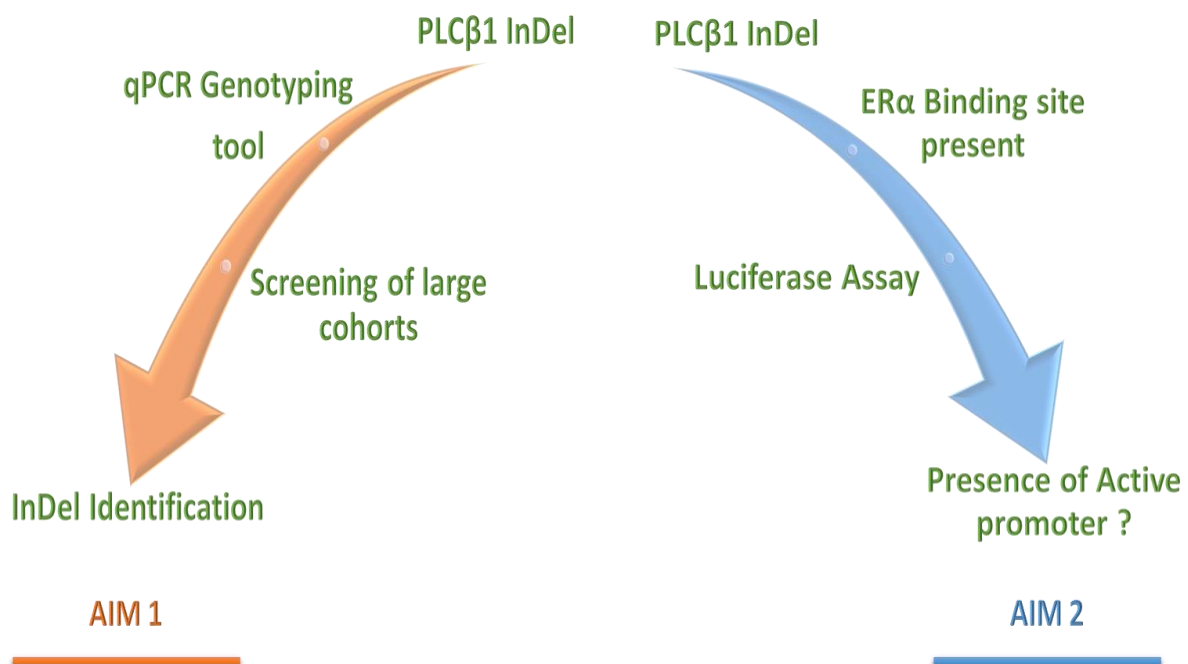 PLCβ1 InDel
qPCR Genotyping
tool
Screening of large
cohorts
InDel Identification
AIM 1
PLCβ1 InDel
ERα Binding site
present
Luciferase Assay
Presence of Active
promoter ?
AIM 2